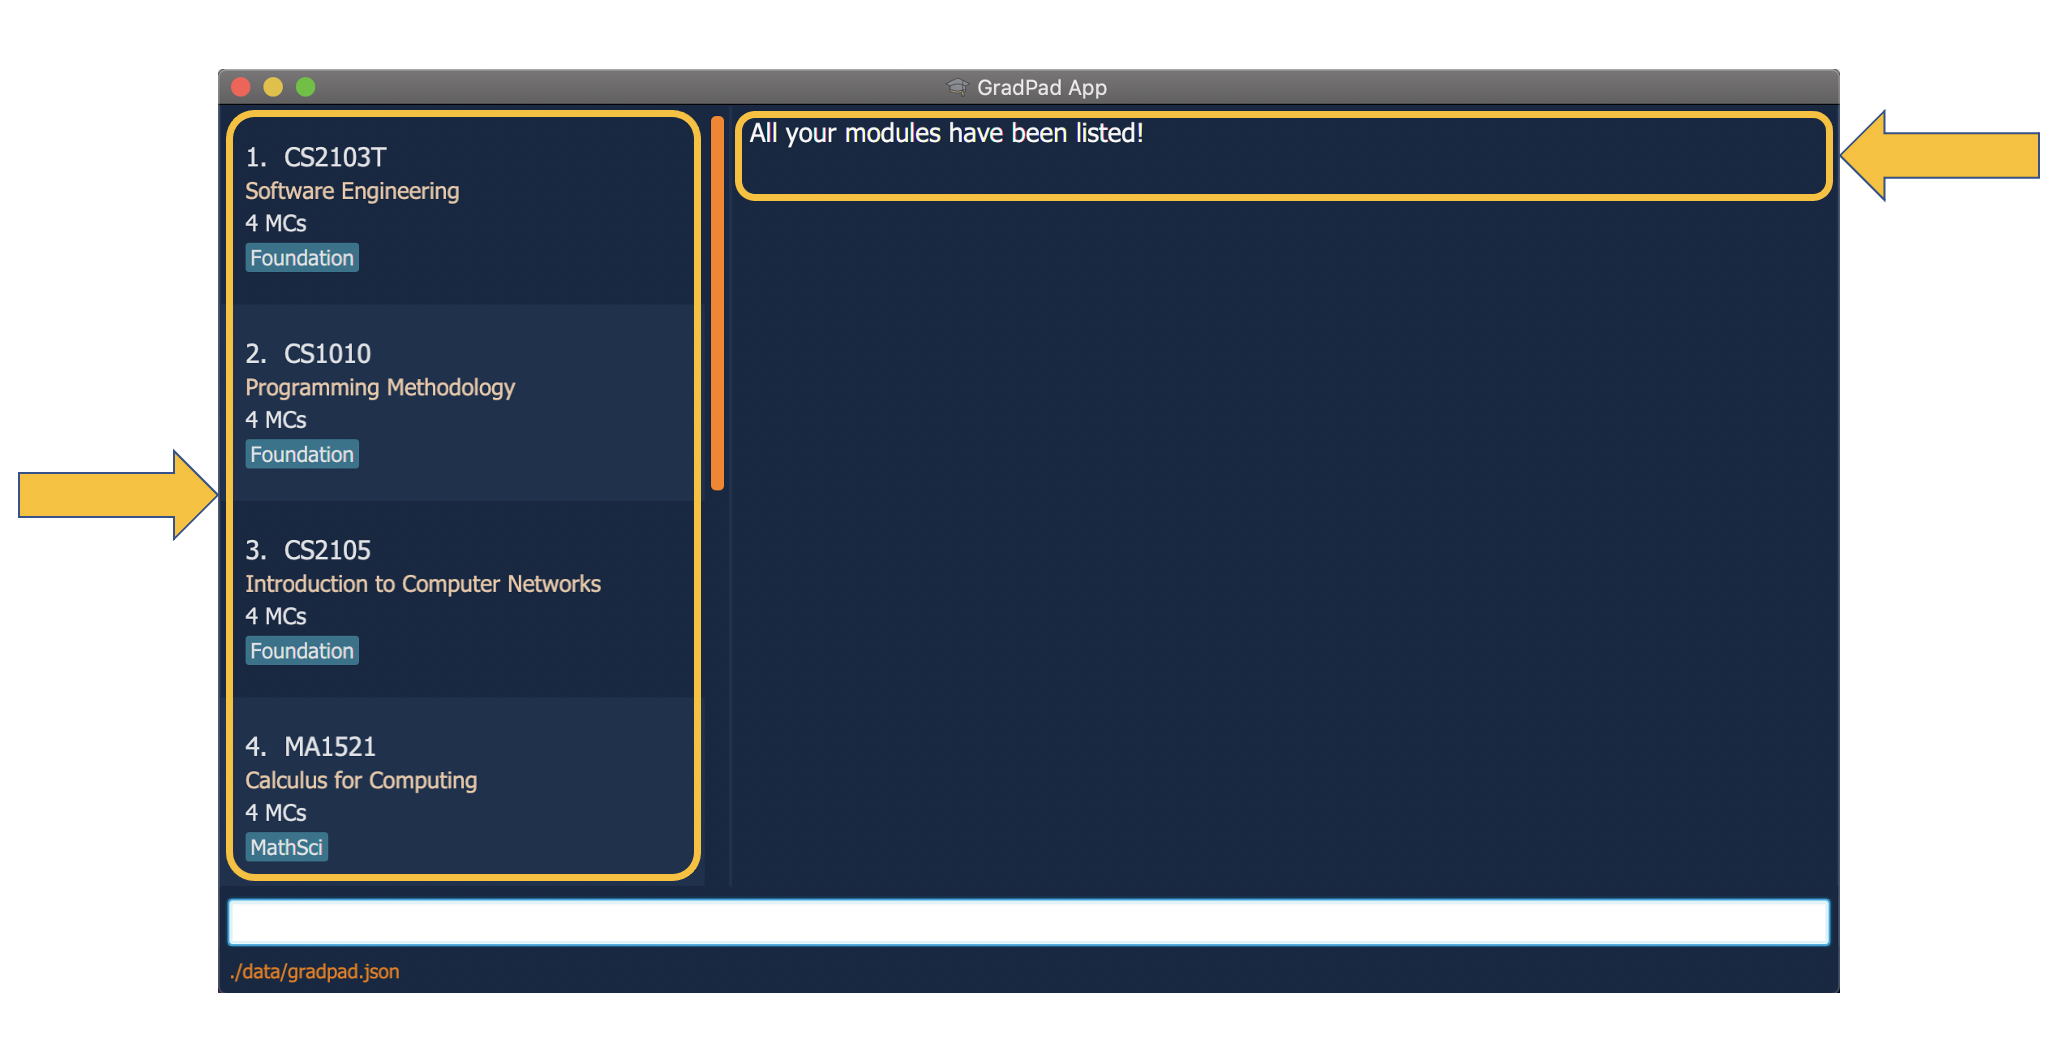 GradPad App
1. CS2103T
Software Engineering
4 MCs
Foundation
2. CS1010
Programming Methodology
4 MCs
Foundation
3. CS2105
Introduction to Computer Networks
4 MCs
Foundation
4. MA1521
Calculus for Computing
4 MCs
MathSci
All your modules have been listed!
./data/gradpad.json